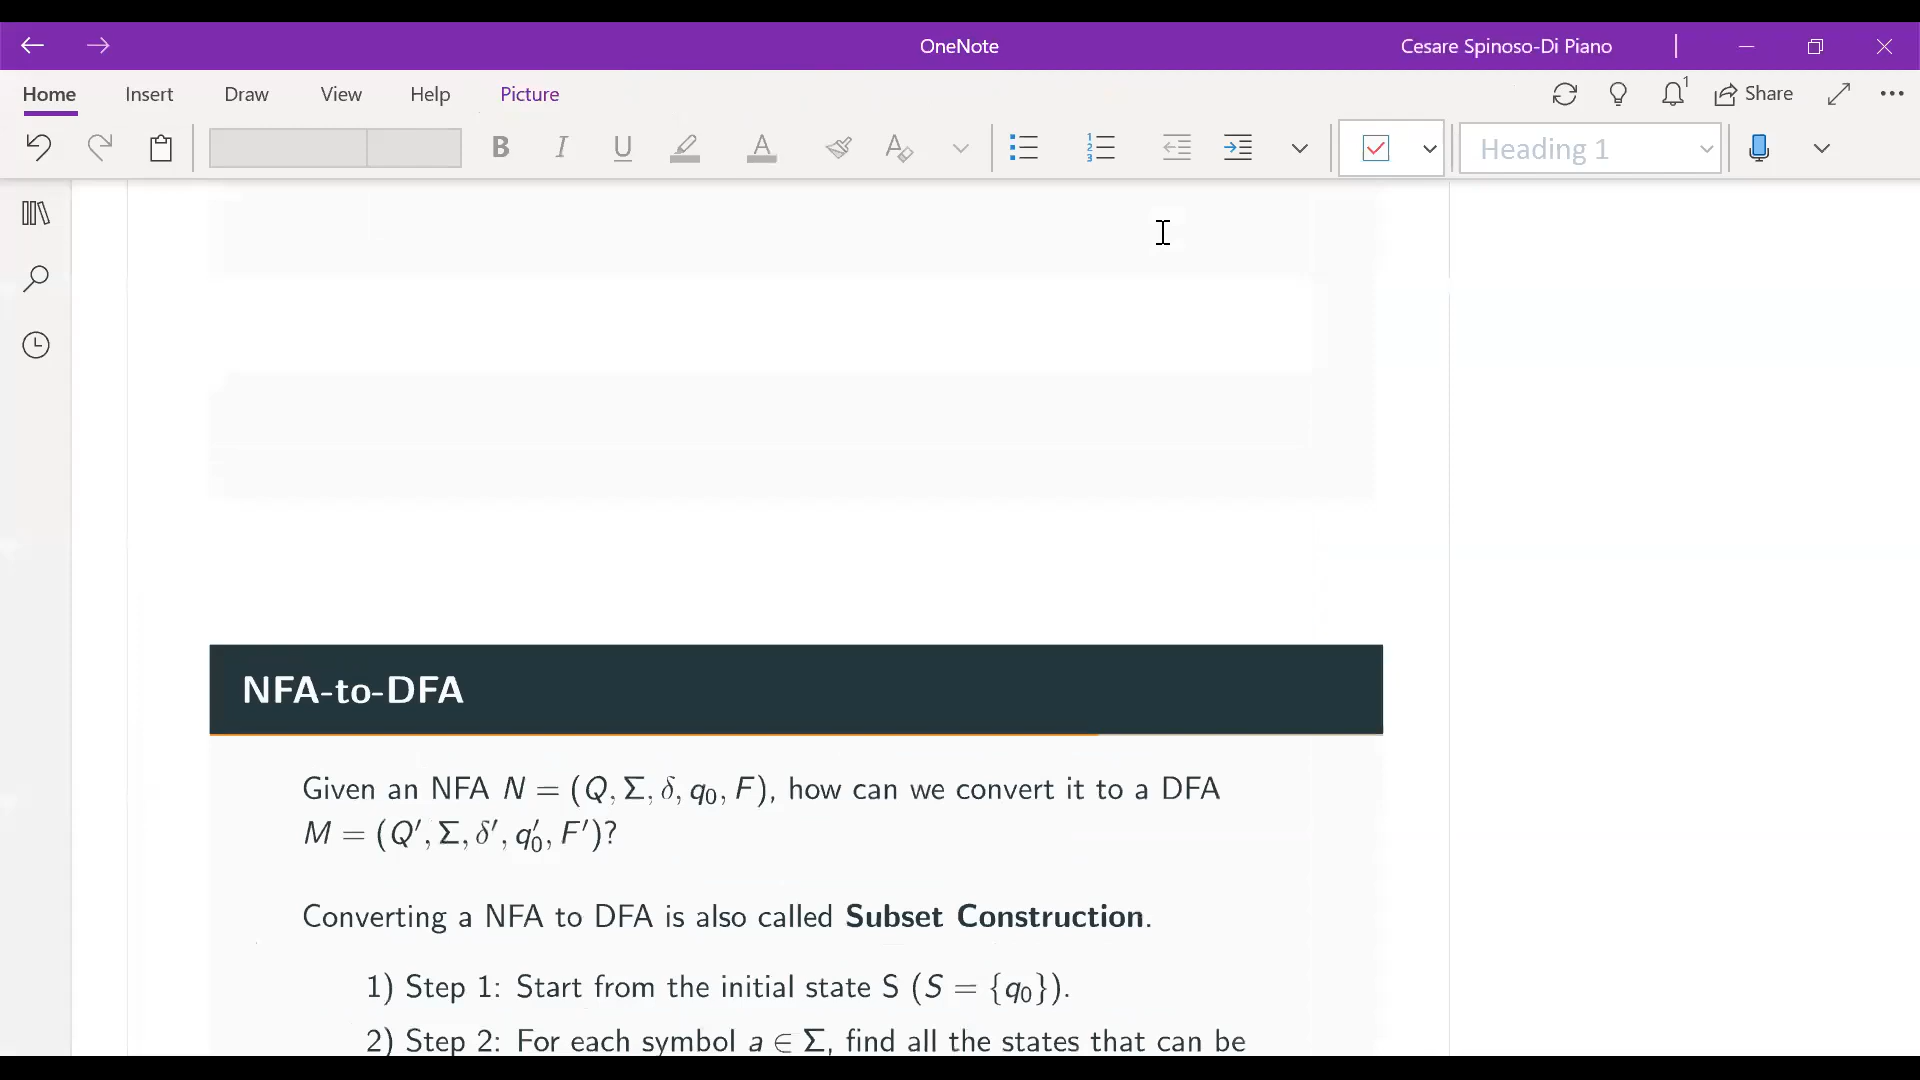 OneNote
Cesare Spinoso-Di Piano
Home Insert Draw View Help Picture
1
Share
B I U A A
Heading 1
NFA-to-DFA
Given an NFA N = (Q, Σ, δ, q₀, F), how can we convert it to a DFA
M = (Q′, Σ, δ′, q₀′, F′)?
Converting a NFA to DFA is also called Subset Construction.
1) Step 1: Start from the initial state S (S = {q₀}).
2) Step 2: For each symbol a ∈ Σ, find all the states that can be